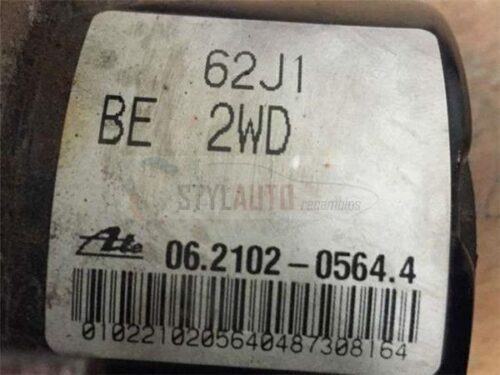 62J1
BE 2WD
STYLAUTO
recambios
Ate 06.2102-0564.4
0102210205640487308164